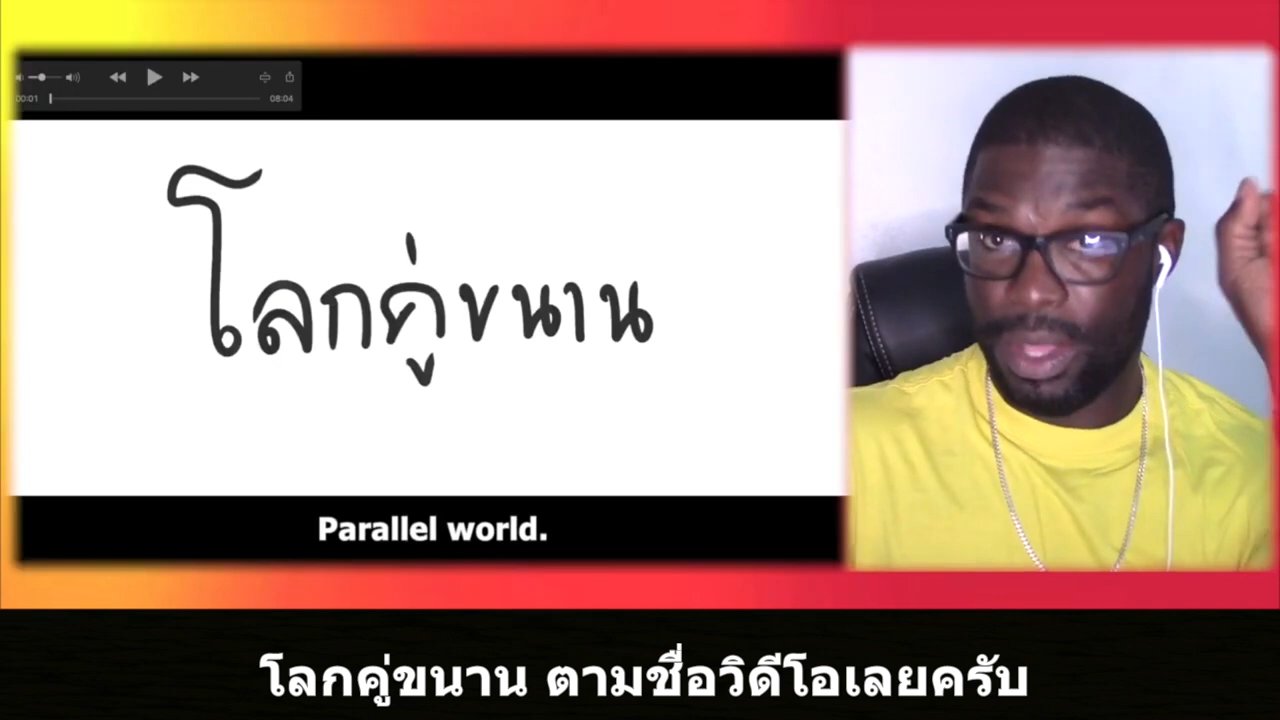 00:01
08:04
โลกคู่ขนาน
Parallel world.
โลกคู่ขนาน ตามชื่อวิดีโอเลยครับ